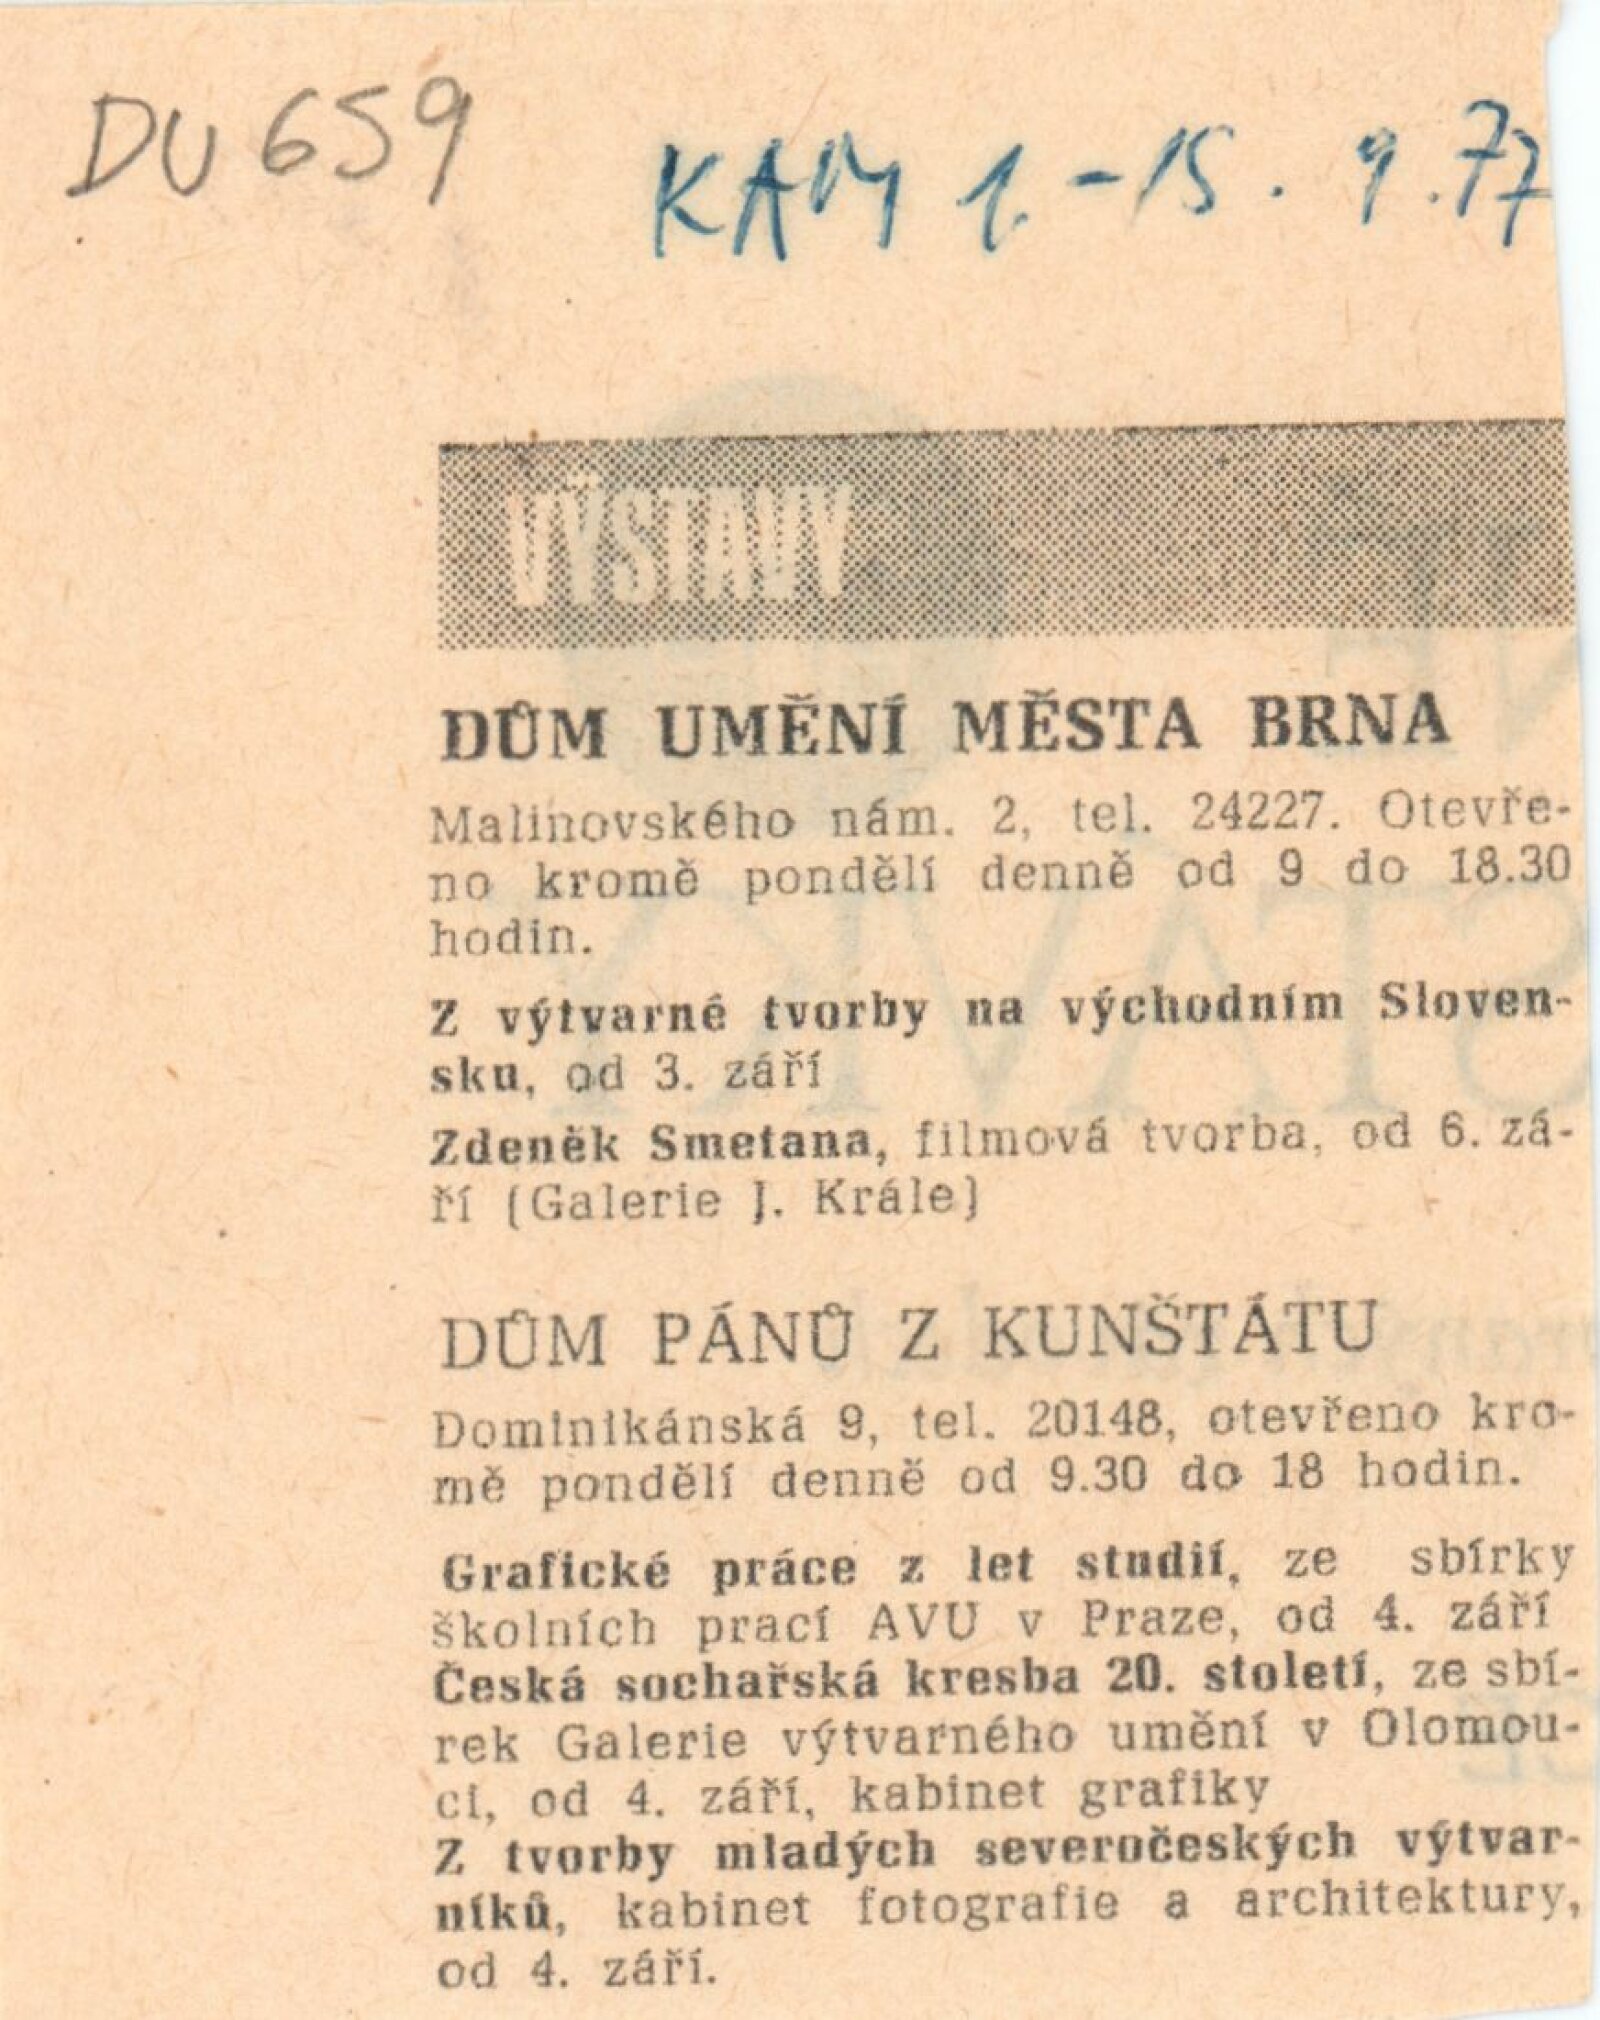 DU 659
KAM 1.-15. 9. 77
VÝSTAVY
DŮM UMĚNÍ MĚSTA BRNA
Malinovského nám. 2, tel. 24227. Otevře-
no kromě pondělí denně od 9 do 18.30
hodin.
Z výtvarné tvorby na východním Sloven-
sku, od 3. září
Zdeněk Smetana, filmová tvorba, od 6. zá-
ří (Galerie J. Krále)
DŮM PÁNŮ Z KUNŠTÁTU
Dominikánská 9, tel. 20148, otevřeno kro-
mě pondělí denně od 9.30 do 18 hodin.
Grafické práce z let studií, ze sbírky
školních prací AVU v Praze, od 4. září
Česká sochařská kresba 20. století, ze sbí-
rek Galerie výtvarného umění v Olomou-
ci, od 4. září, kabinet grafiky
Z tvorby mladých severočeských výtvar-
níků, kabinet fotografie a architektury,
od 4. září.